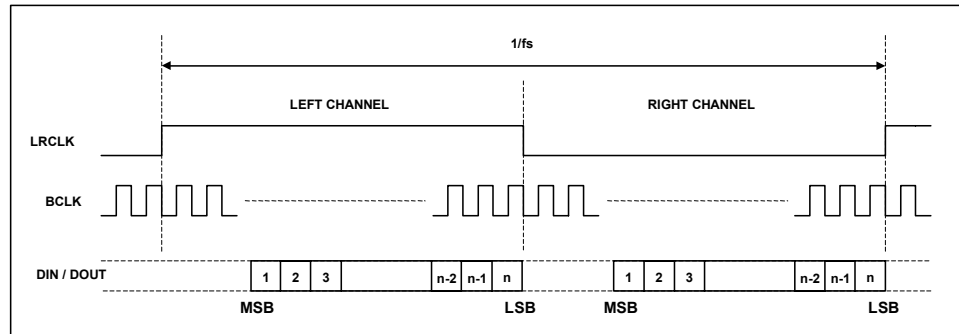 1/fs
LEFT CHANNEL
RIGHT CHANNEL
LRCLK
BCLK
DIN / DOUT
1 2 3 n-2 n-1 n 1 2 3 n-2 n-1 n
MSB LSB MSB LSB